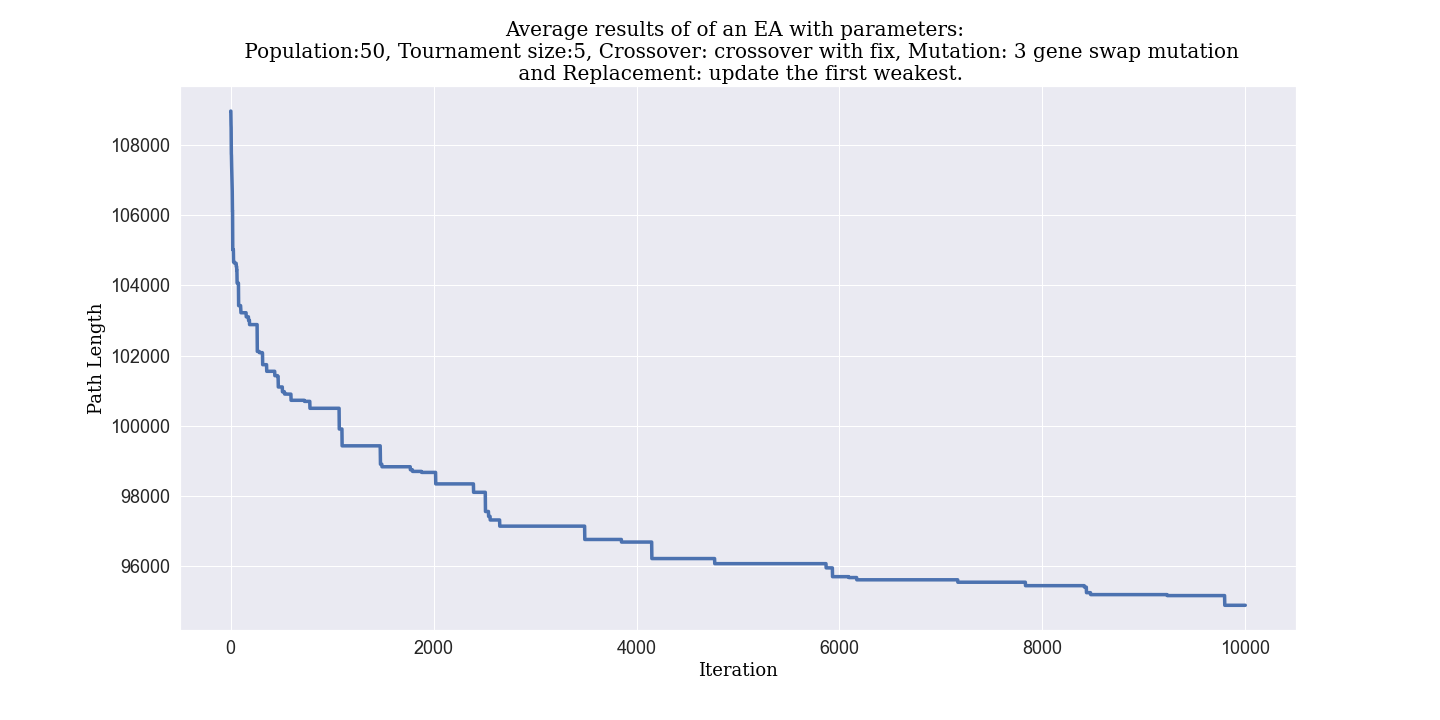 Average results of of an EA with parameters:
Population:50, Tournament size:5, Crossover: crossover with fix, Mutation: 3 gene swap mutation
and Replacement: update the first weakest.
108000
106000
104000
102000
100000
98000
96000
Path Length
0 2000 4000 6000 8000 10000
Iteration